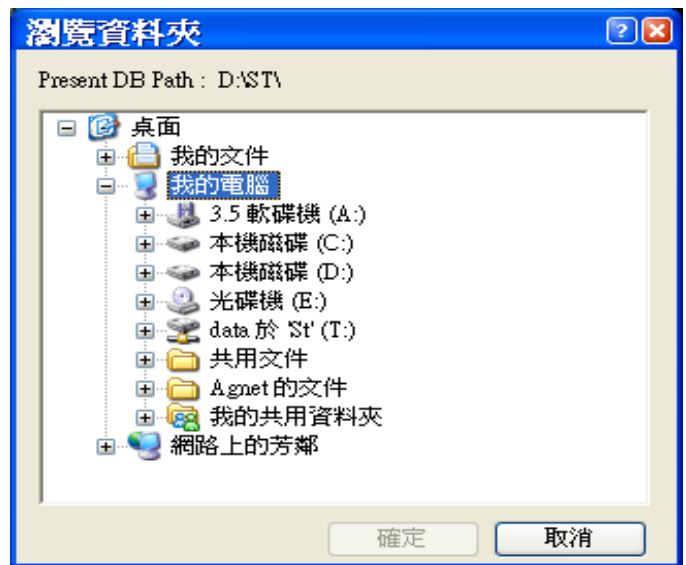 瀏覽資料夾
Present DB Path : D:\ST\
桌面
我的文件
我的電腦
3.5 軟碟機 (A:)
本機磁碟 (C:)
本機磁碟 (D:)
光碟機 (E:)
data 於 'St' (T:)
共用文件
Agnet 的文件
我的共用資料夾
網路上的芳鄰
確定 取消